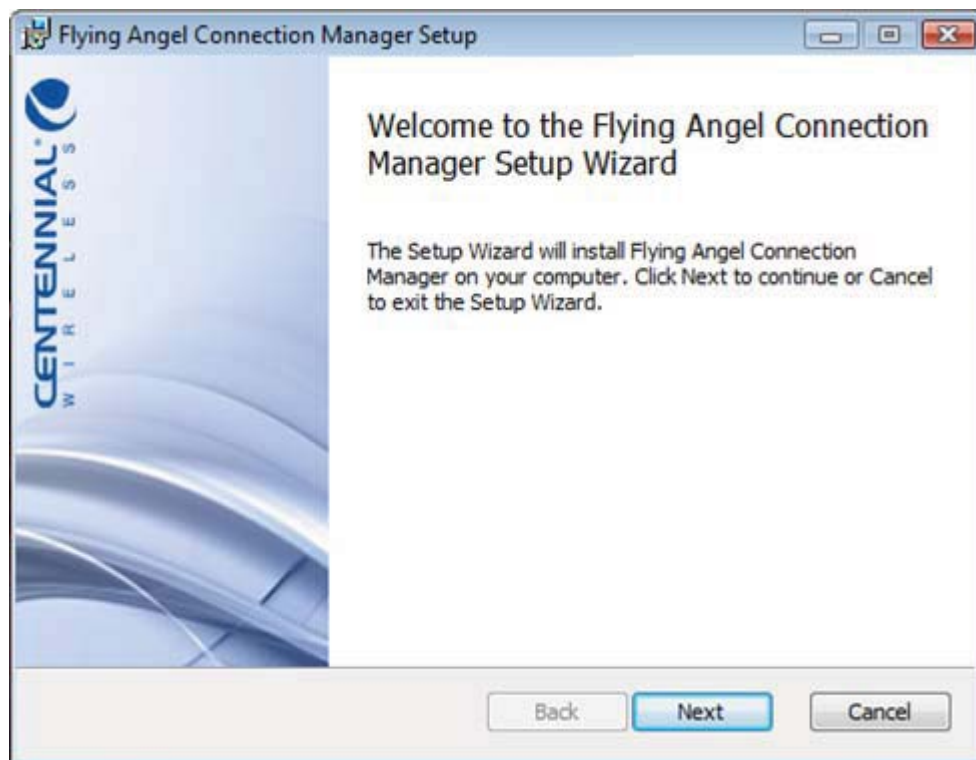 Flying Angel Connection Manager Setup
CENTENNIAL
WIRELESS
Welcome to the Flying Angel Connection
Manager Setup Wizard
The Setup Wizard will install Flying Angel Connection
Manager on your computer. Click Next to continue or Cancel
to exit the Setup Wizard.
Back
Next
Cancel